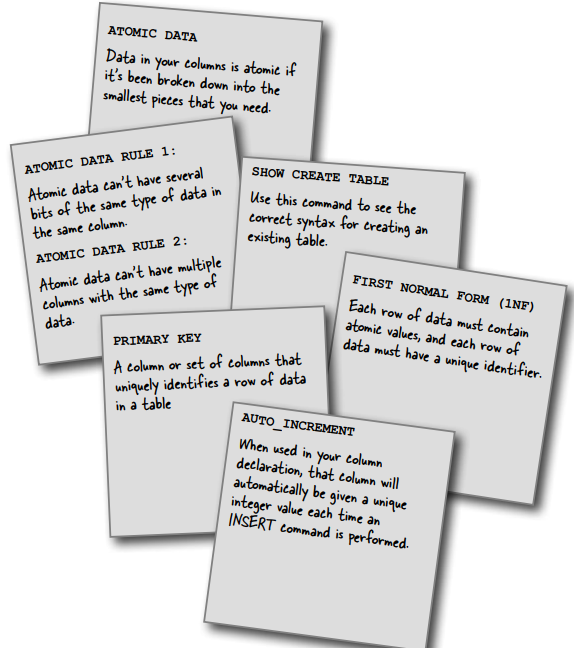 ATOMIC DATA
Data in your columns is atomic if
it's been broken down into the
smallest pieces that you need.
ATOMIC DATA RULE 1:
Atomic data can't have several
bits of the same type of data in
the same column.
ATOMIC DATA RULE 2:
Atomic data can't have multiple
columns with the same type of
data.
SHOW CREATE TABLE
Use this command to see the
correct syntax for creating an
existing table.
FIRST NORMAL FORM (1NF)
Each row of data must contain
atomic values, and each row of
data must have a unique identifier.
PRIMARY KEY
A column or set of columns that
uniquely identifies a row of data
in a table
AUTO_INCREMENT
When used in your column
declaration, that column will
automatically be given a unique
integer value each time an
INSERT command is performed.